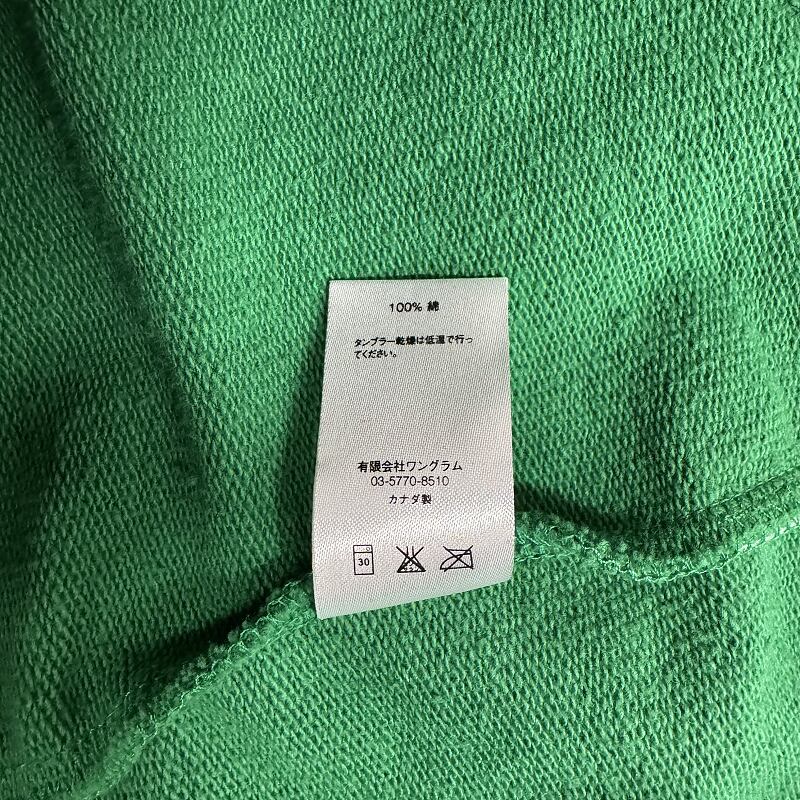 100% 綿
タンブラー乾燥は低温で行っ
てください。
有限会社ワングラム
03-5770-8510
カナダ製
30